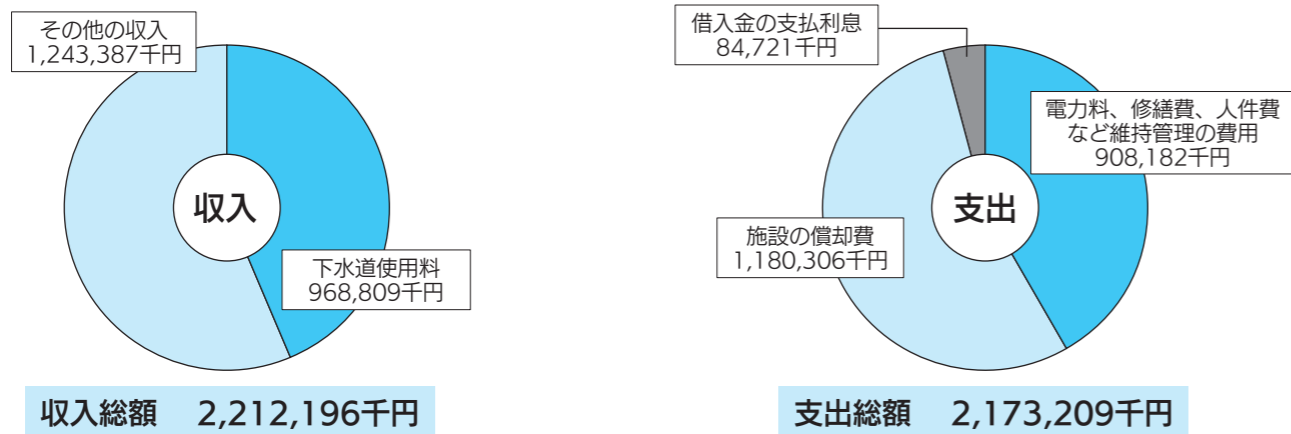 その他の収入
1,243,387千円
収入
下水道使用料
968,809千円
収入総額 2,212,196千円
借入金の支払利息
84,721千円
電力料、修繕費、人件費
など維持管理の費用
908,182千円
支出
施設の償却費
1,180,306千円
支出総額 2,173,209千円